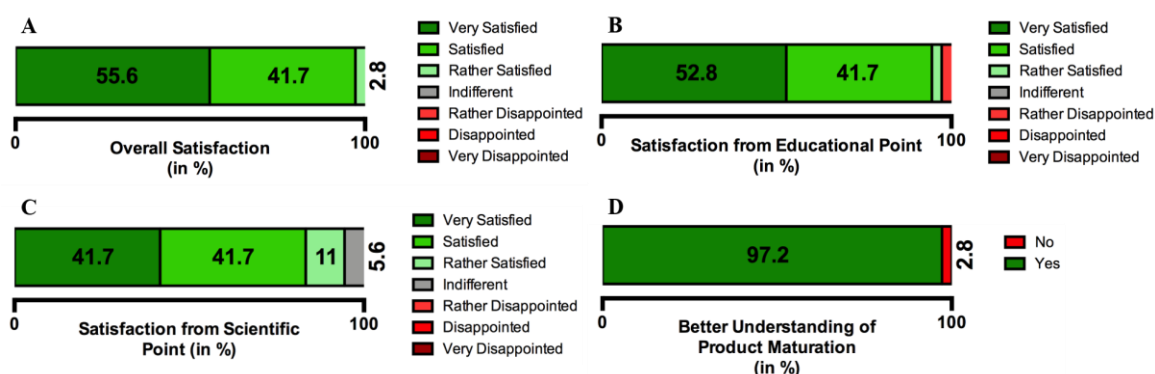 A
55.6
41.7
2.8
0
100
Overall Satisfaction
(in %)
Very Satisfied
Satisfied
Rather Satisfied
Indifferent
Rather Disappointed
Disappointed
Very Disappointed
B
52.8
41.7
0
100
Satisfaction from Educational Point
(in %)
Very Satisfied
Satisfied
Rather Satisfied
Indifferent
Rather Disappointed
Disappointed
Very Disappointed
C
41.7
41.7
11
5.6
0
100
Satisfaction from Scientific
Point (in %)
Very Satisfied
Satisfied
Rather Satisfied
Indifferent
Rather Disappointed
Disappointed
Very Disappointed
D
97.2
2.8
0
100
Better Understanding of
Product Maturation
(in %)
No
Yes